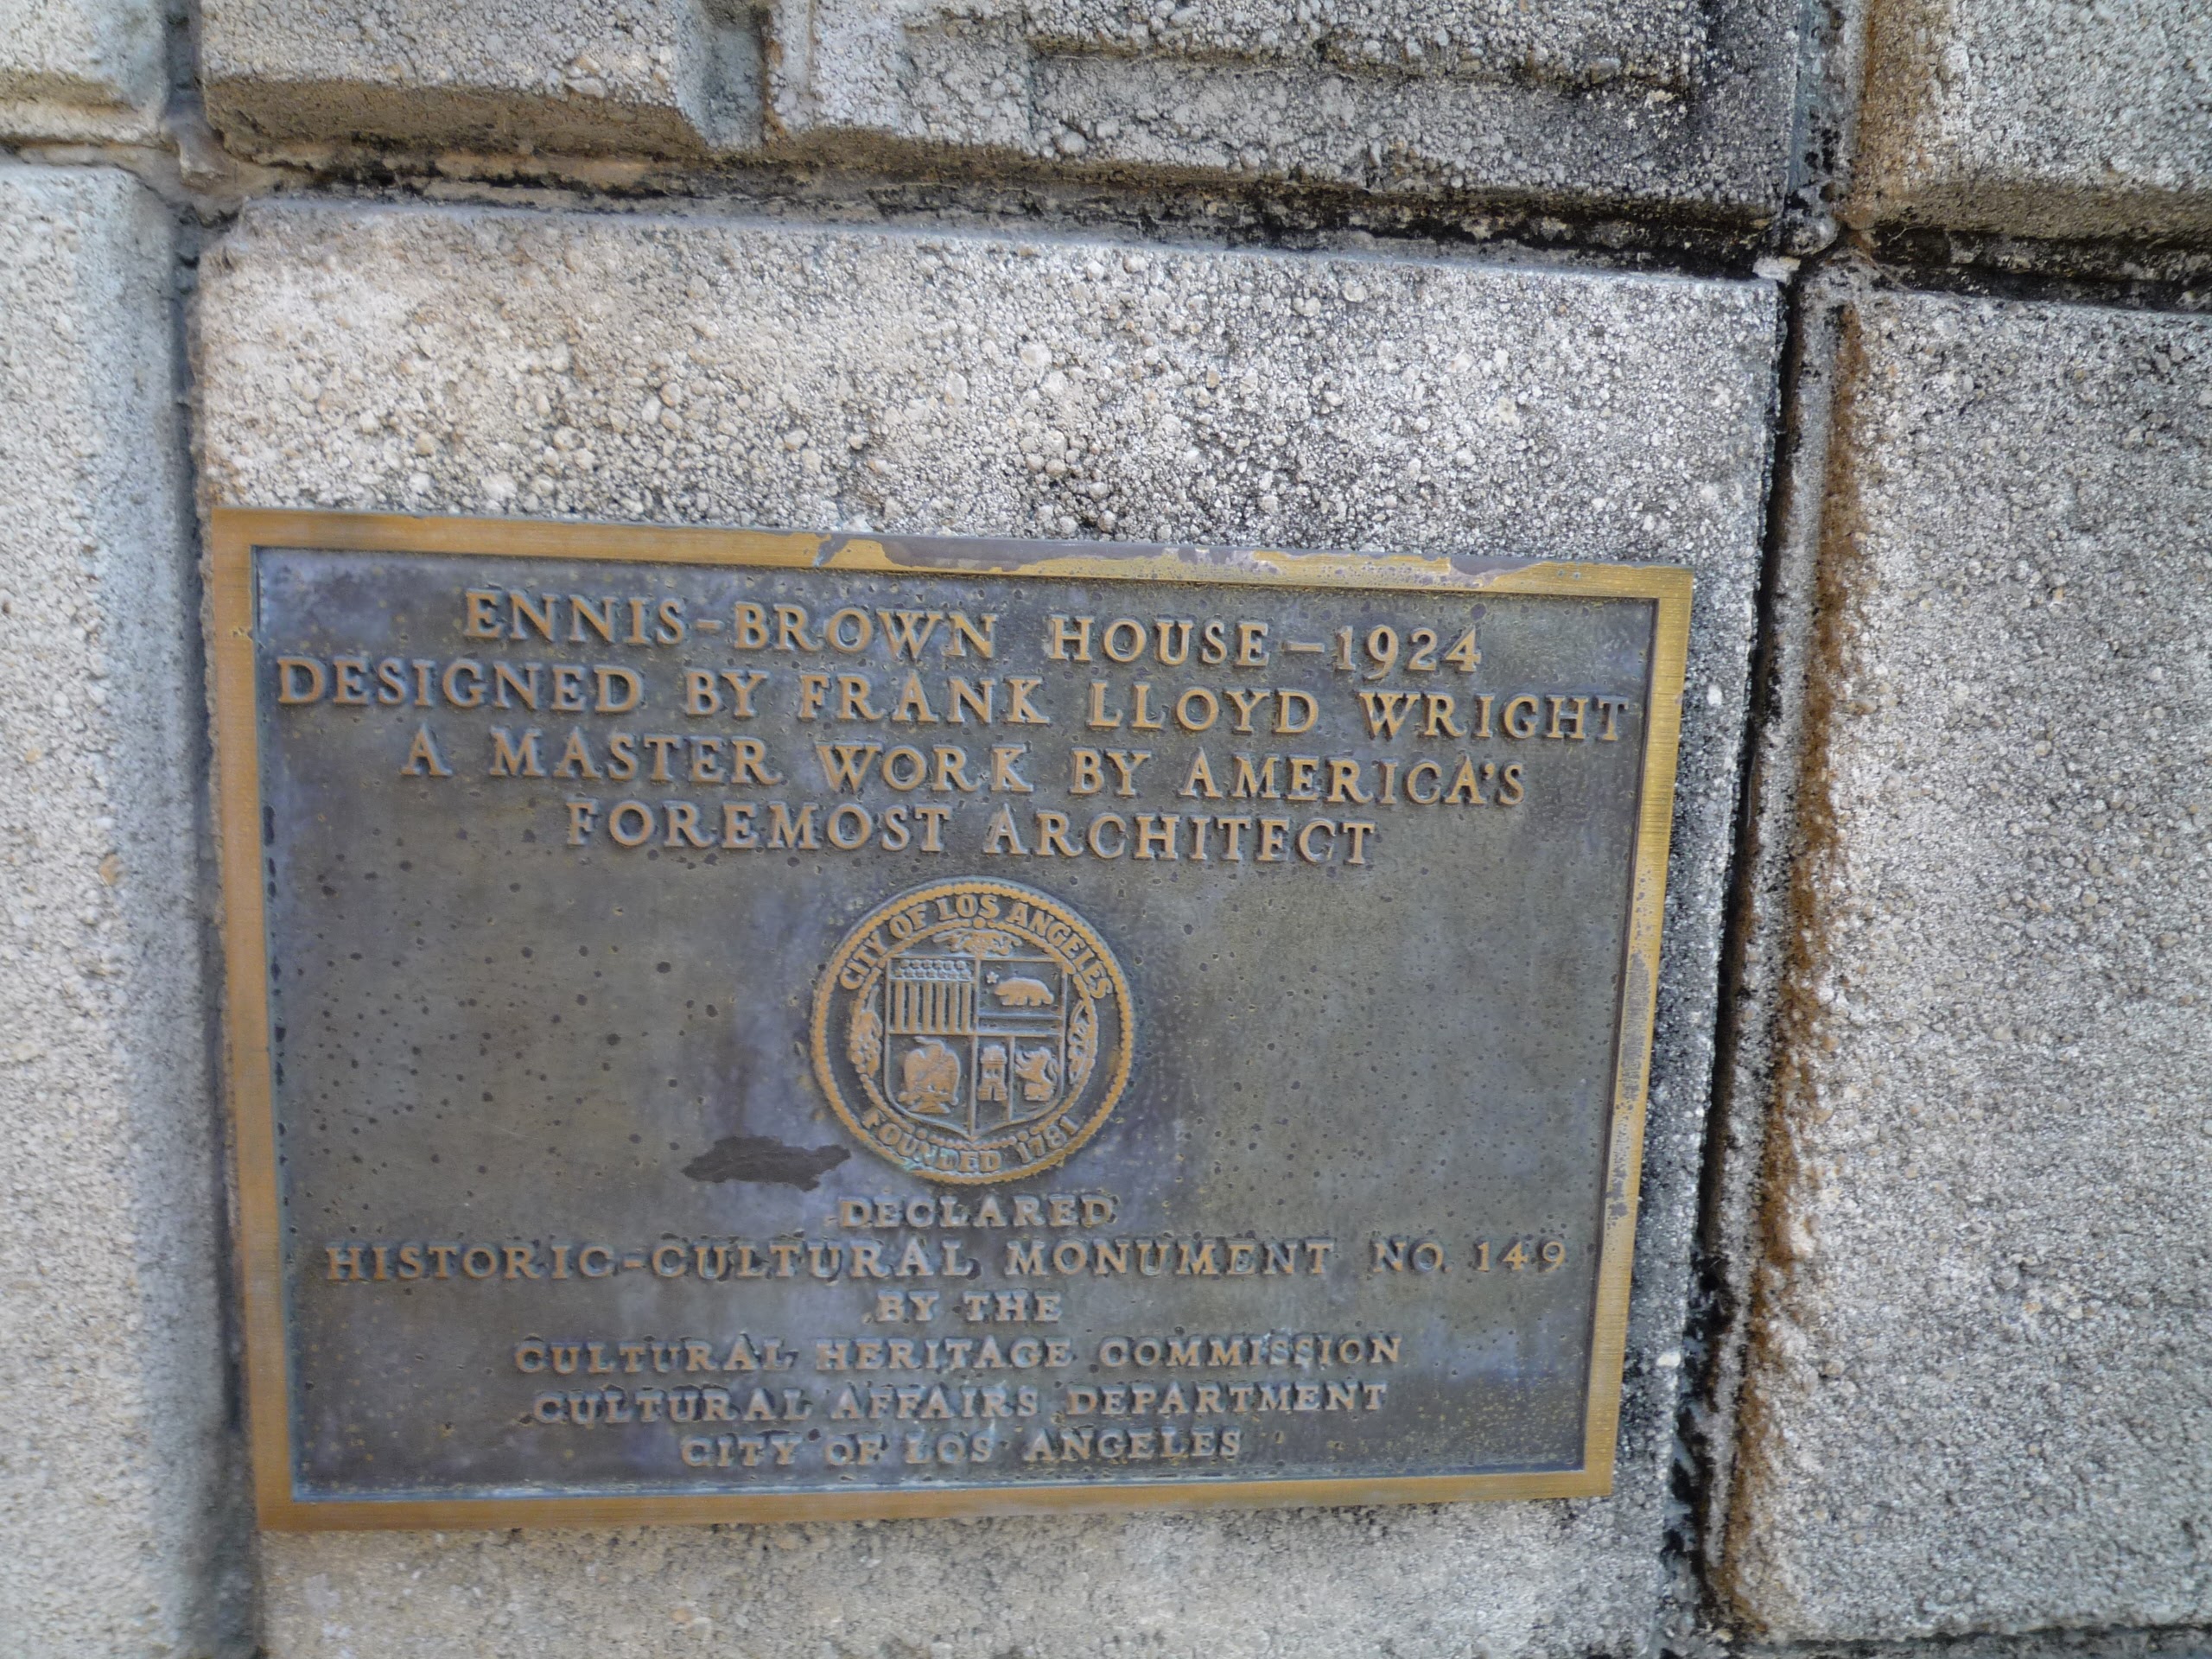 ENNIS-BROWN HOUSE-1924
DESIGNED BY FRANK LLOYD WRIGHT
A MASTER WORK BY AMERICA'S
FOREMOST ARCHITECT
CITY OF LOS ANGELES
FOUNDED 1781
DECLARED
HISTORIC-CULTURAL MONUMENT NO. 149
BY THE
CULTURAL HERITAGE COMMISSION
CULTURAL AFFAIRS DEPARTMENT
CITY OF LOS ANGELES